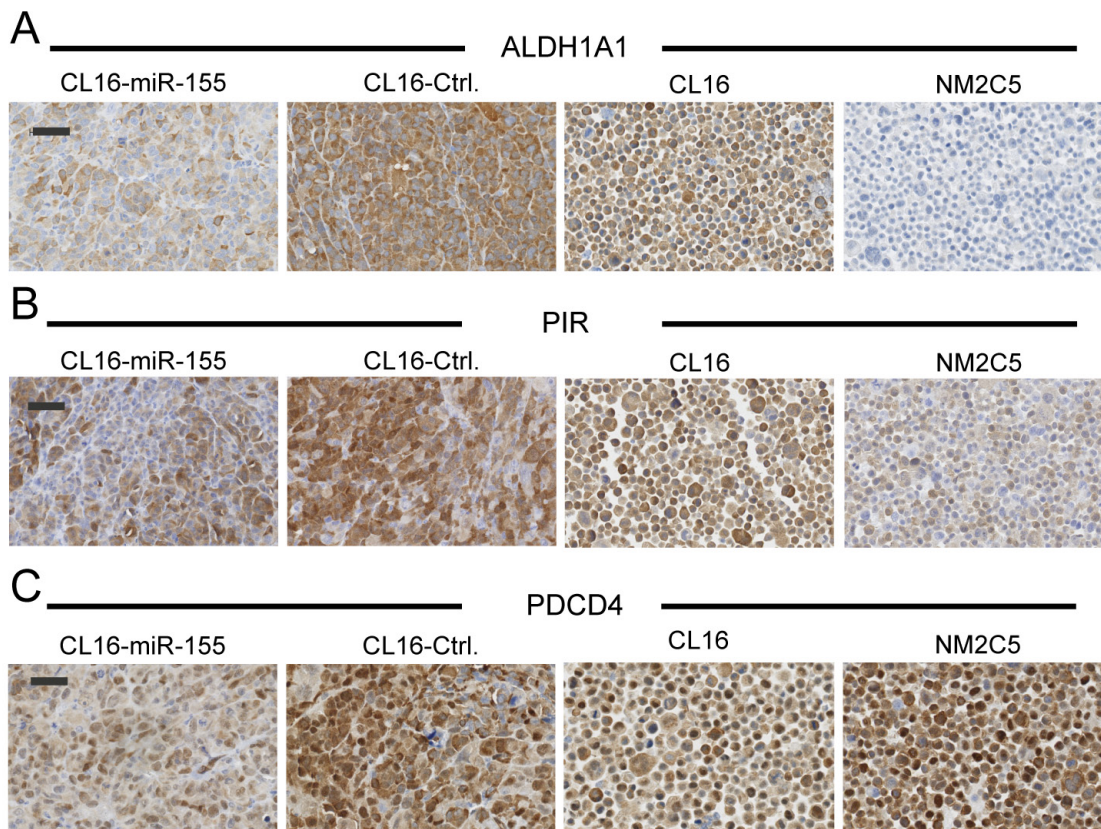 A
ALDH1A1
CL16-miR-155 CL16-Ctrl. CL16 NM2C5
B
PIR
CL16-miR-155 CL16-Ctrl. CL16 NM2C5
C
PDCD4
CL16-miR-155 CL16-Ctrl. CL16 NM2C5